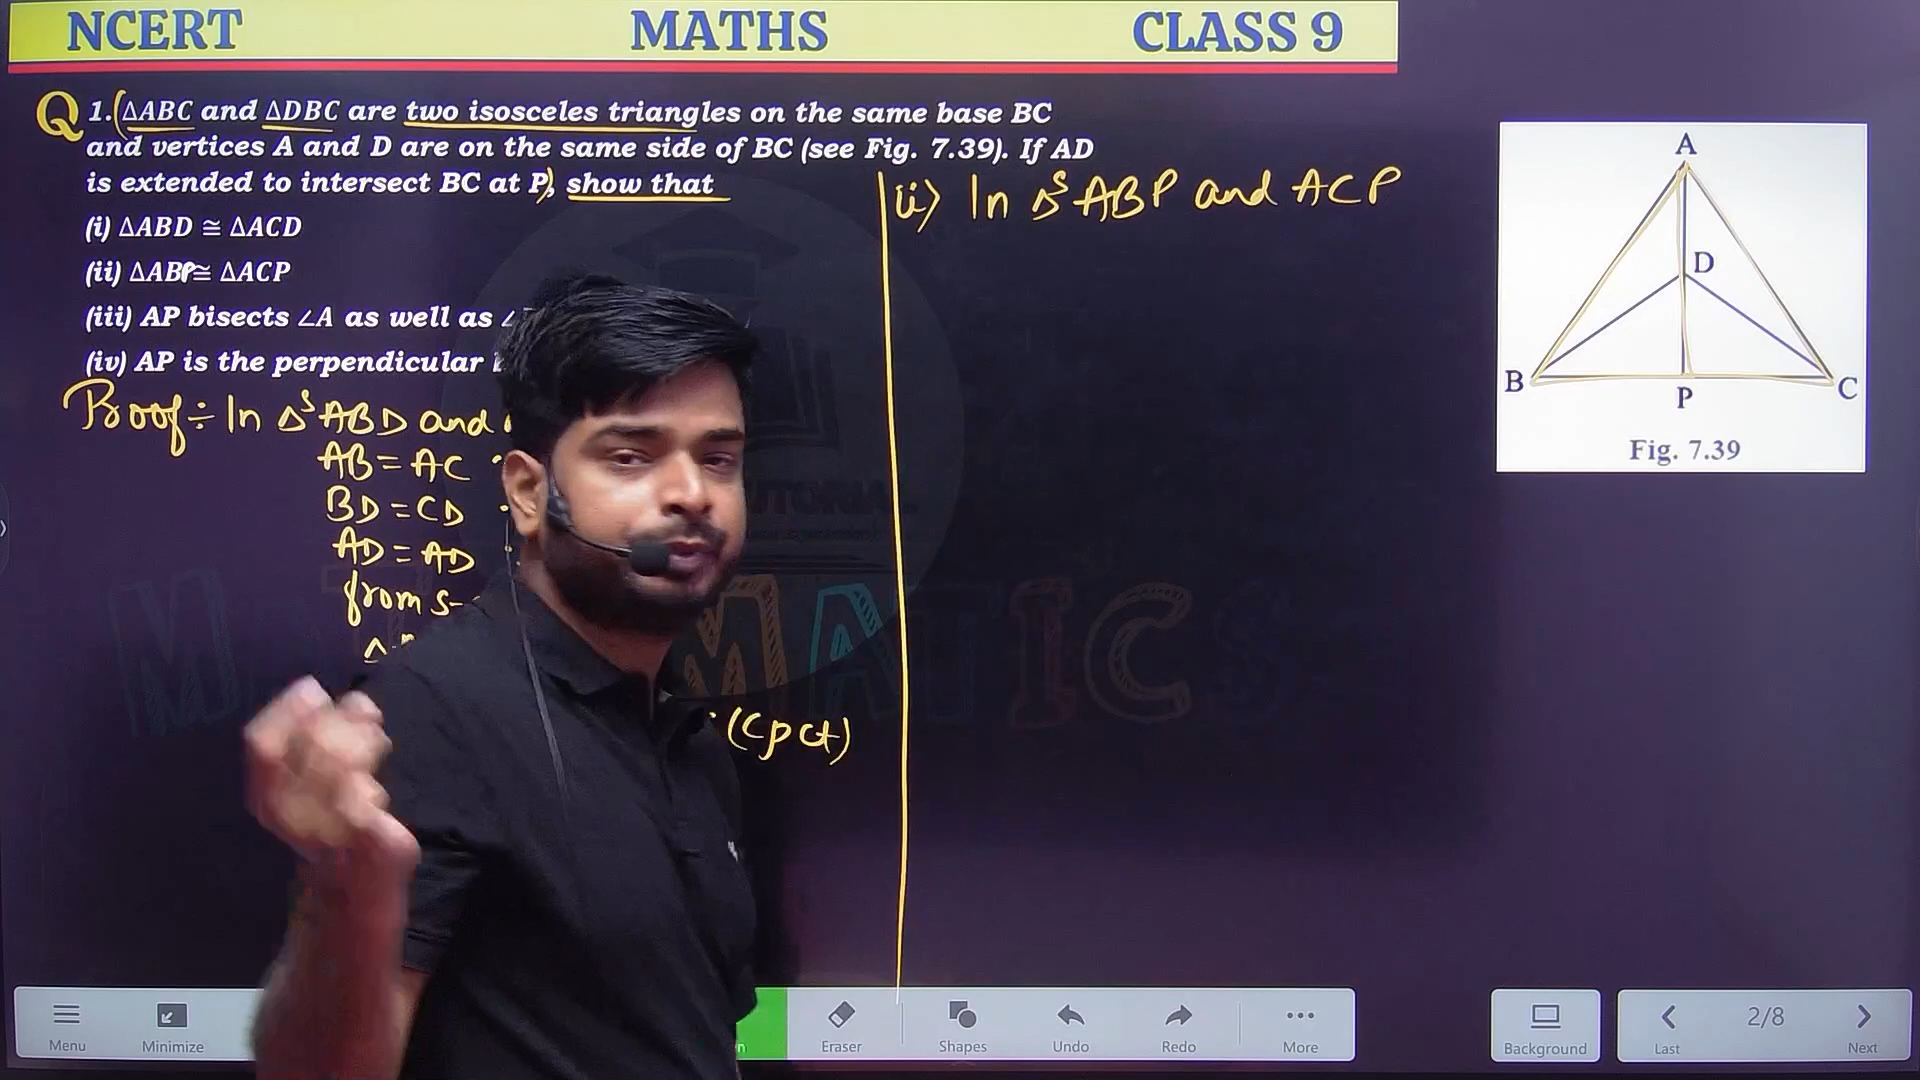 NCERT MATHS CLASS 9
Q 1. (ΔABC and ΔDBC are two isosceles triangles on the same base BC
and vertices A and D are on the same side of BC (see Fig. 7.39). If AD
is extended to intersect BC at P), show that
(i) ΔABD ≅ ΔACD
(ii) ΔABP≅ ΔACP
(iii) AP bisects ∠A as well as ∠
(iv) AP is the perpendicular
Proof ÷ In Δˢ ABD and
AB = AC
BD = CD
AD = AD
from S-
Δ
(Cpct)
(ii) In Δˢ ABP and ACP
A
D
B
P
C
Fig. 7.39
UTORIAL
MATICS
Menu
Minimize
Eraser
Shapes
Undo
Redo
More
Background
Last
2/8
Next